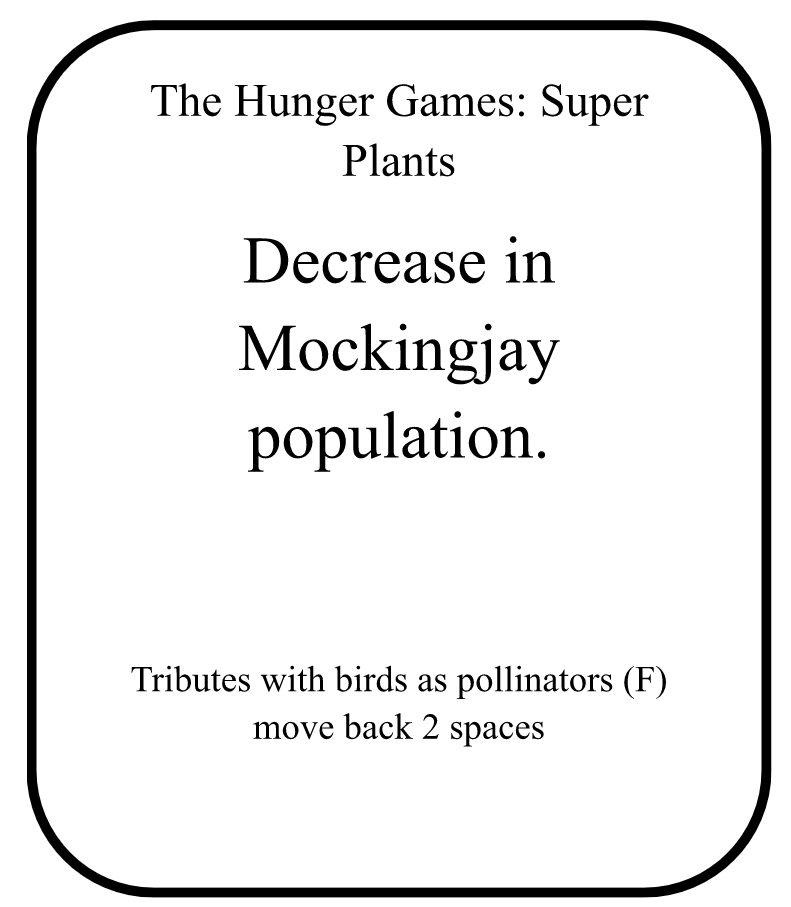 The Hunger Games: Super
Plants
Decrease in
Mockingjay
population.
Tributes with birds as pollinators (F)
move back 2 spaces